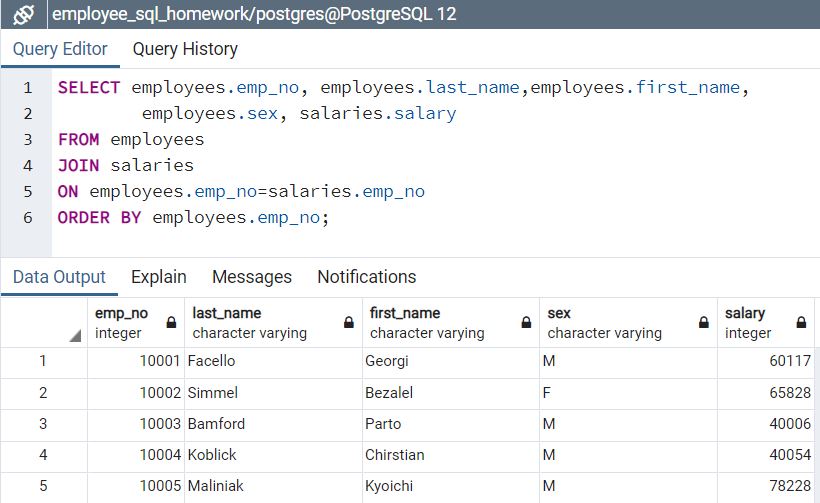 employee_sql_homework/postgres@PostgreSQL 12
Query Editor Query History
1 SELECT employees.emp_no, employees.last_name,employees.first_name,
2 employees.sex, salaries.salary
3 FROM employees
4 JOIN salaries
5 ON employees.emp_no=salaries.emp_no
6 ORDER BY employees.emp_no;
Data Output Explain Messages Notifications
emp_no last_name first_name sex salary
integer character varying character varying character varying integer
1 10001 Facello Georgi M 60117
2 10002 Simmel Bezalel F 65828
3 10003 Bamford Parto M 40006
4 10004 Koblick Chirstian M 40054
5 10005 Maliniak Kyoichi M 78228